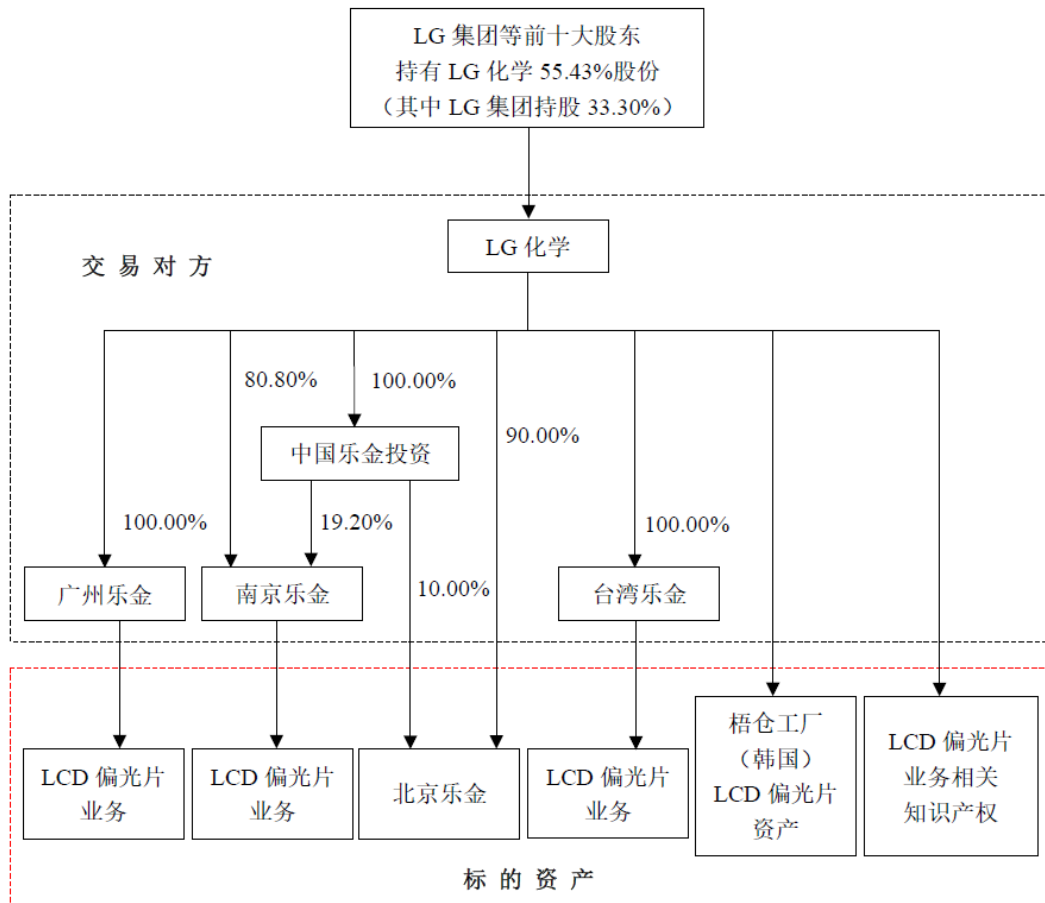 LG 集团等前十大股东
持有 LG 化学 55.43%股份
（其中 LG 集团持股 33.30%）
LG 化学
交 易 对 方
80.80%
100.00%
90.00%
中国乐金投资
100.00%
19.20%
100.00%
广州乐金
南京乐金
10.00%
台湾乐金
LCD 偏光片
业务
LCD 偏光片
业务
北京乐金
LCD 偏光片
业务
梧仓工厂
（韩国）
LCD 偏光片
资产
LCD 偏光片
业务相关
知识产权
标 的 资 产